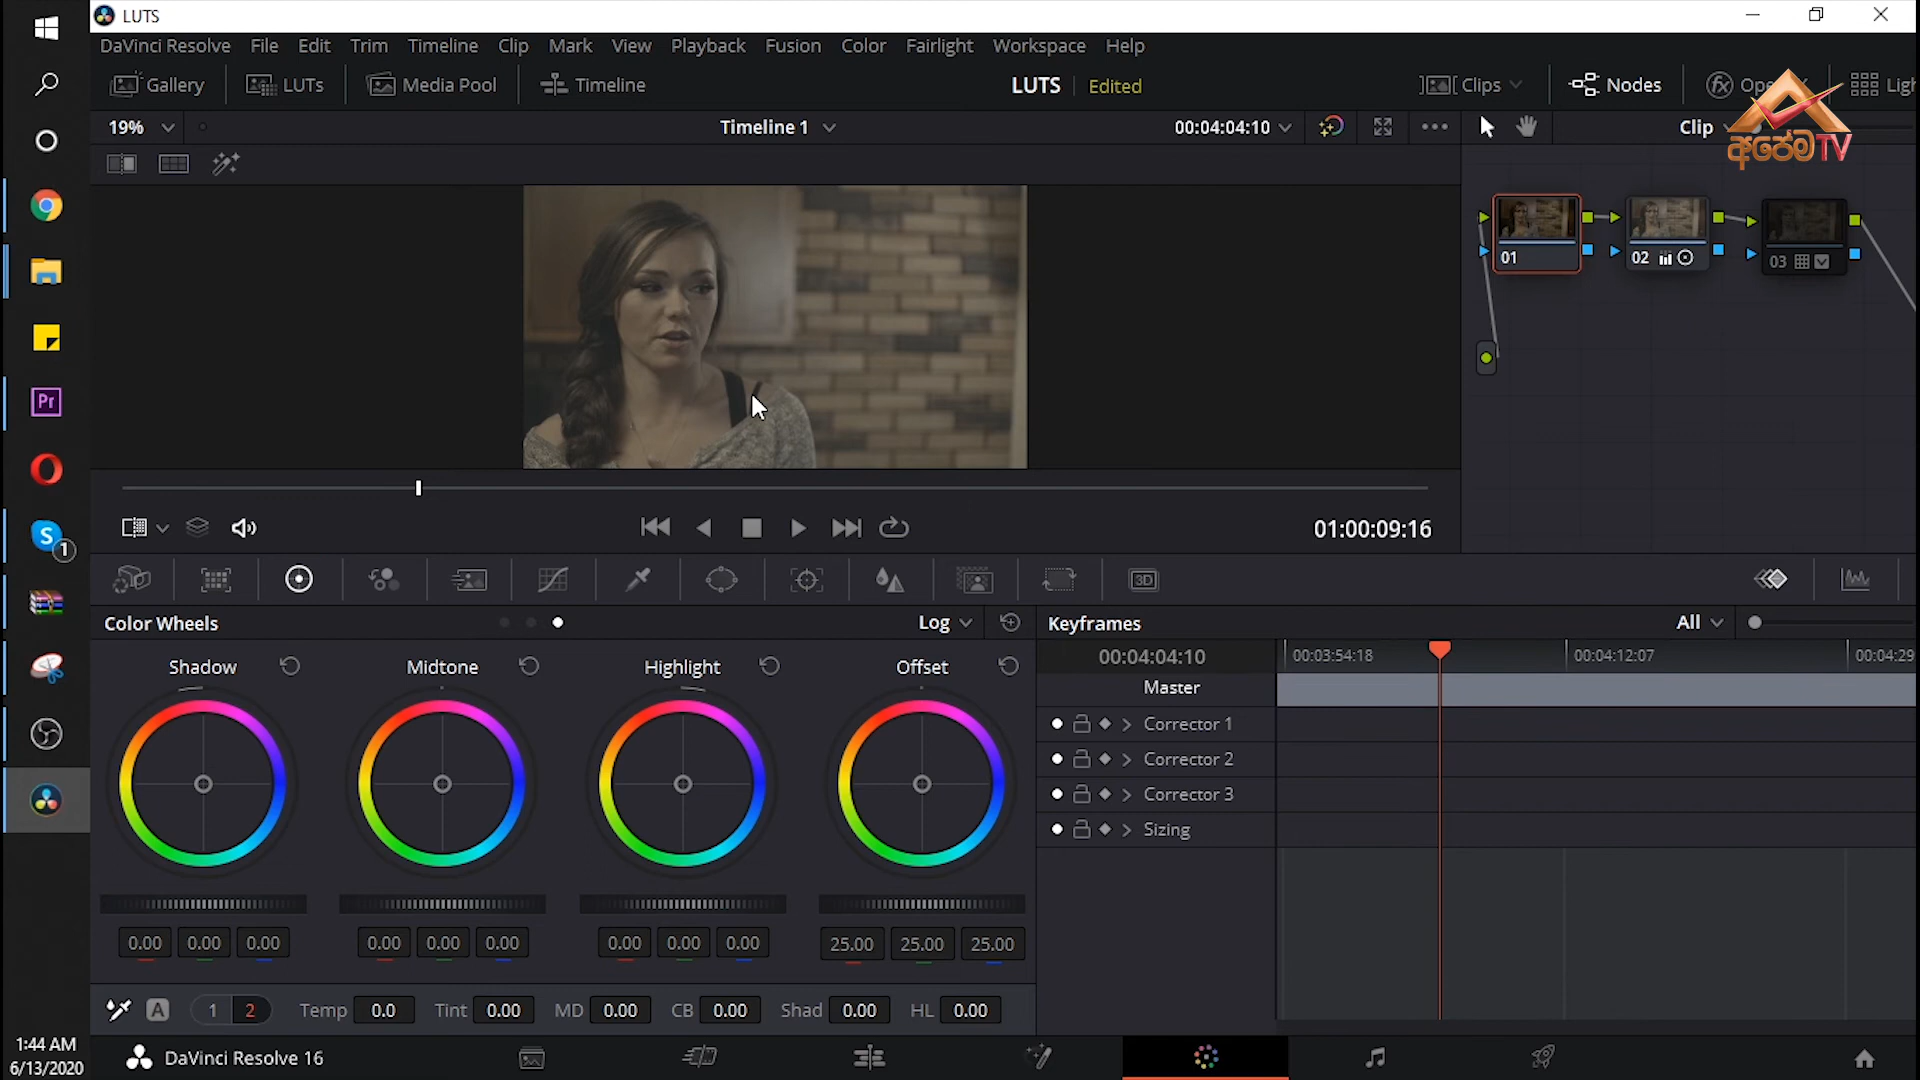 LUTS
DaVinci Resolve File Edit Trim Timeline Clip Mark View Playback Color Fusion Color Fairlight Workspace Help
Gallery LUTs Media Pool Timeline LUTS Edited Clips Nodes Ope Ligh
19% Timeline 1 00:04:04:10 Clip
අපේම TV
01 02 03
Pr
S 1
01:00:09:16
3D
Color Wheels Log Keyframes All
Shadow Midtone Highlight Offset 00:04:04:10 00:03:54:18 00:04:12:07 00:04:29
Master
Corrector 1
Corrector 2
Corrector 3
Sizing
0.00 0.00 0.00 0.00 0.00 0.00 0.00 0.00 0.00 25.00 25.00 25.00
A 1 2 Temp 0.0 Tint 0.00 MD 0.00 CB 0.00 Shad 0.00 HL 0.00
1:44 AM
6/13/2020
DaVinci Resolve 16